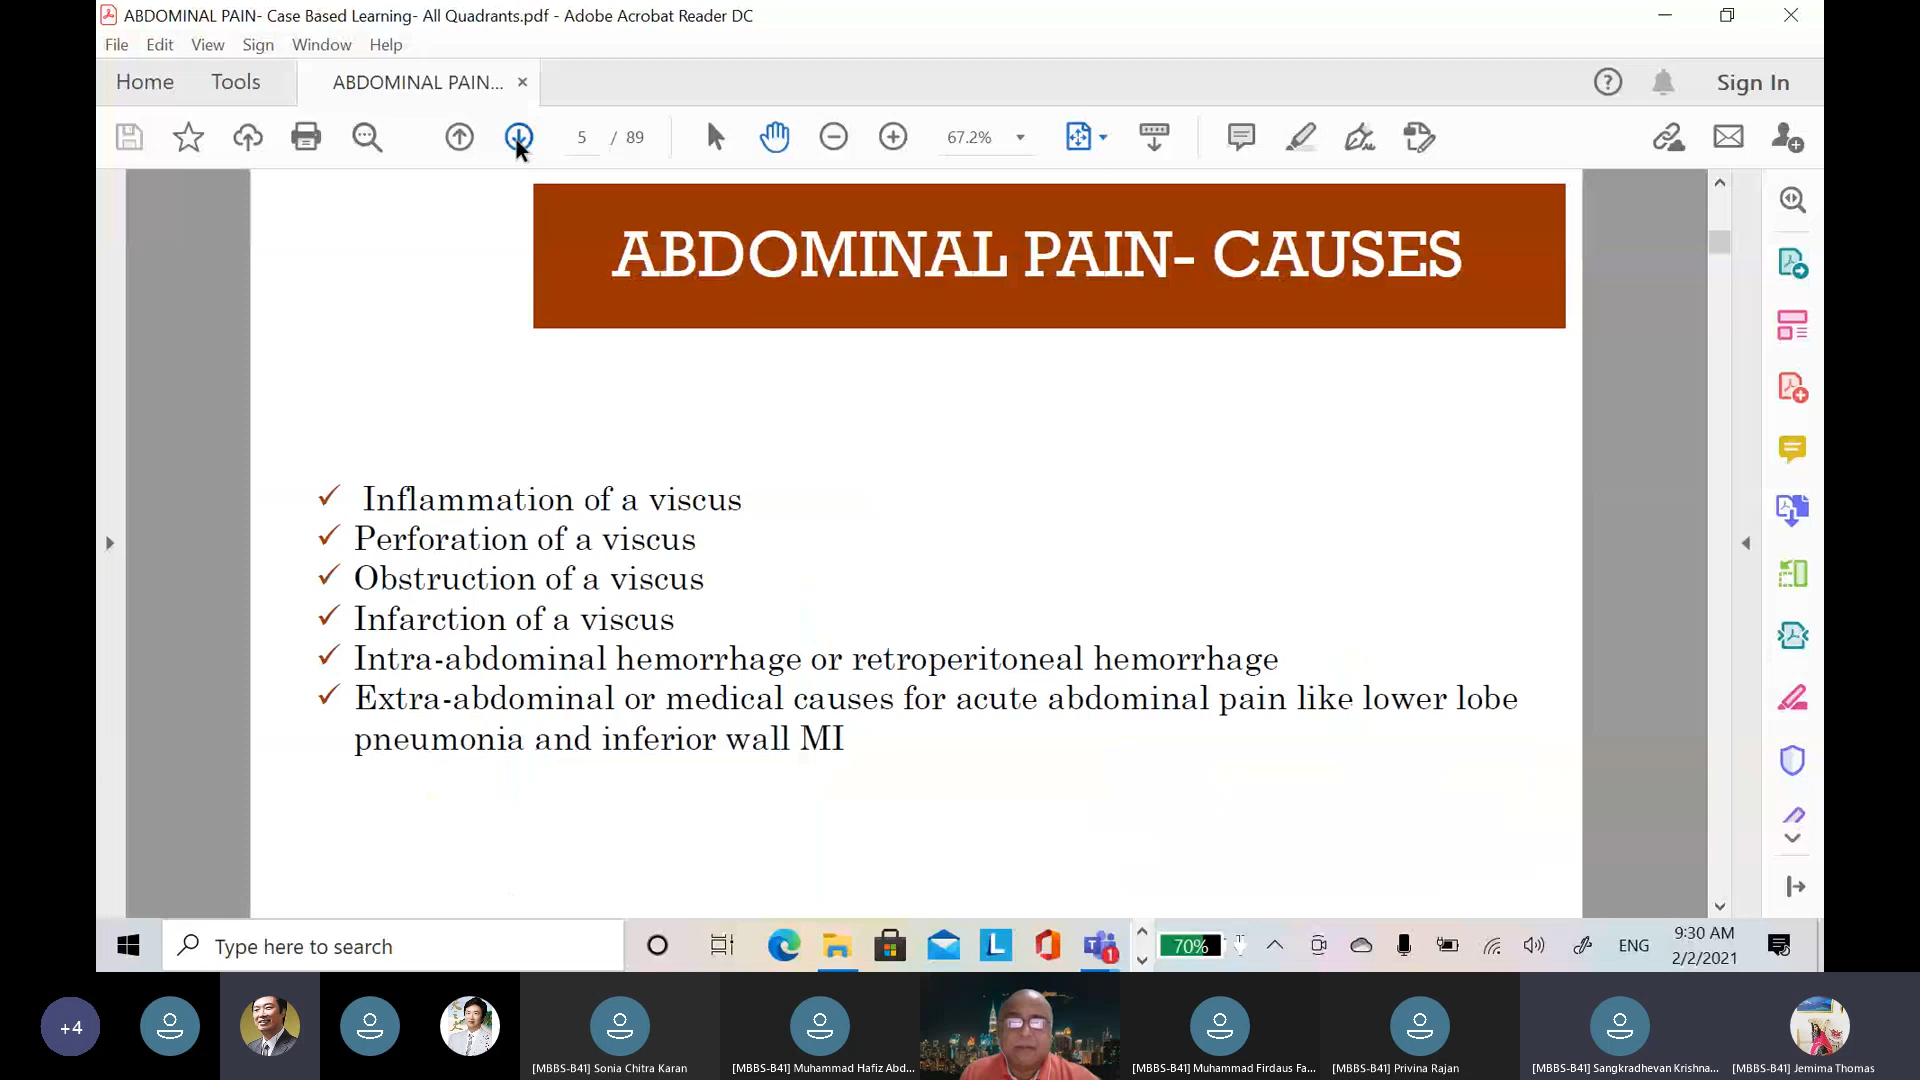 ABDOMINAL PAIN- Case Based Learning- All Quadrants.pdf - Adobe Acrobat Reader DC
File Edit View Sign Window Help
Home Tools ABDOMINAL PAIN... × Sign In
5 / 89 67.2%
ABDOMINAL PAIN- CAUSES
Inflammation of a viscus
Perforation of a viscus
Obstruction of a viscus
Infarction of a viscus
Intra-abdominal hemorrhage or retroperitoneal hemorrhage
Extra-abdominal or medical causes for acute abdominal pain like lower lobe
pneumonia and inferior wall MI
Type here to search
L
1
70%
ENG
9:30 AM
2/2/2021
+4
[MBBS-B41] Sonia Chitra Karan
[MBBS-B41] Muhammad Hafiz Abd...
[MBBS-B41] Muhammad Firdaus Fa...
[MBBS-B41] Privina Rajan
[MBBS-B41] Sangkradhevan Krishna...
[MBBS-B41] Jemima Thomas